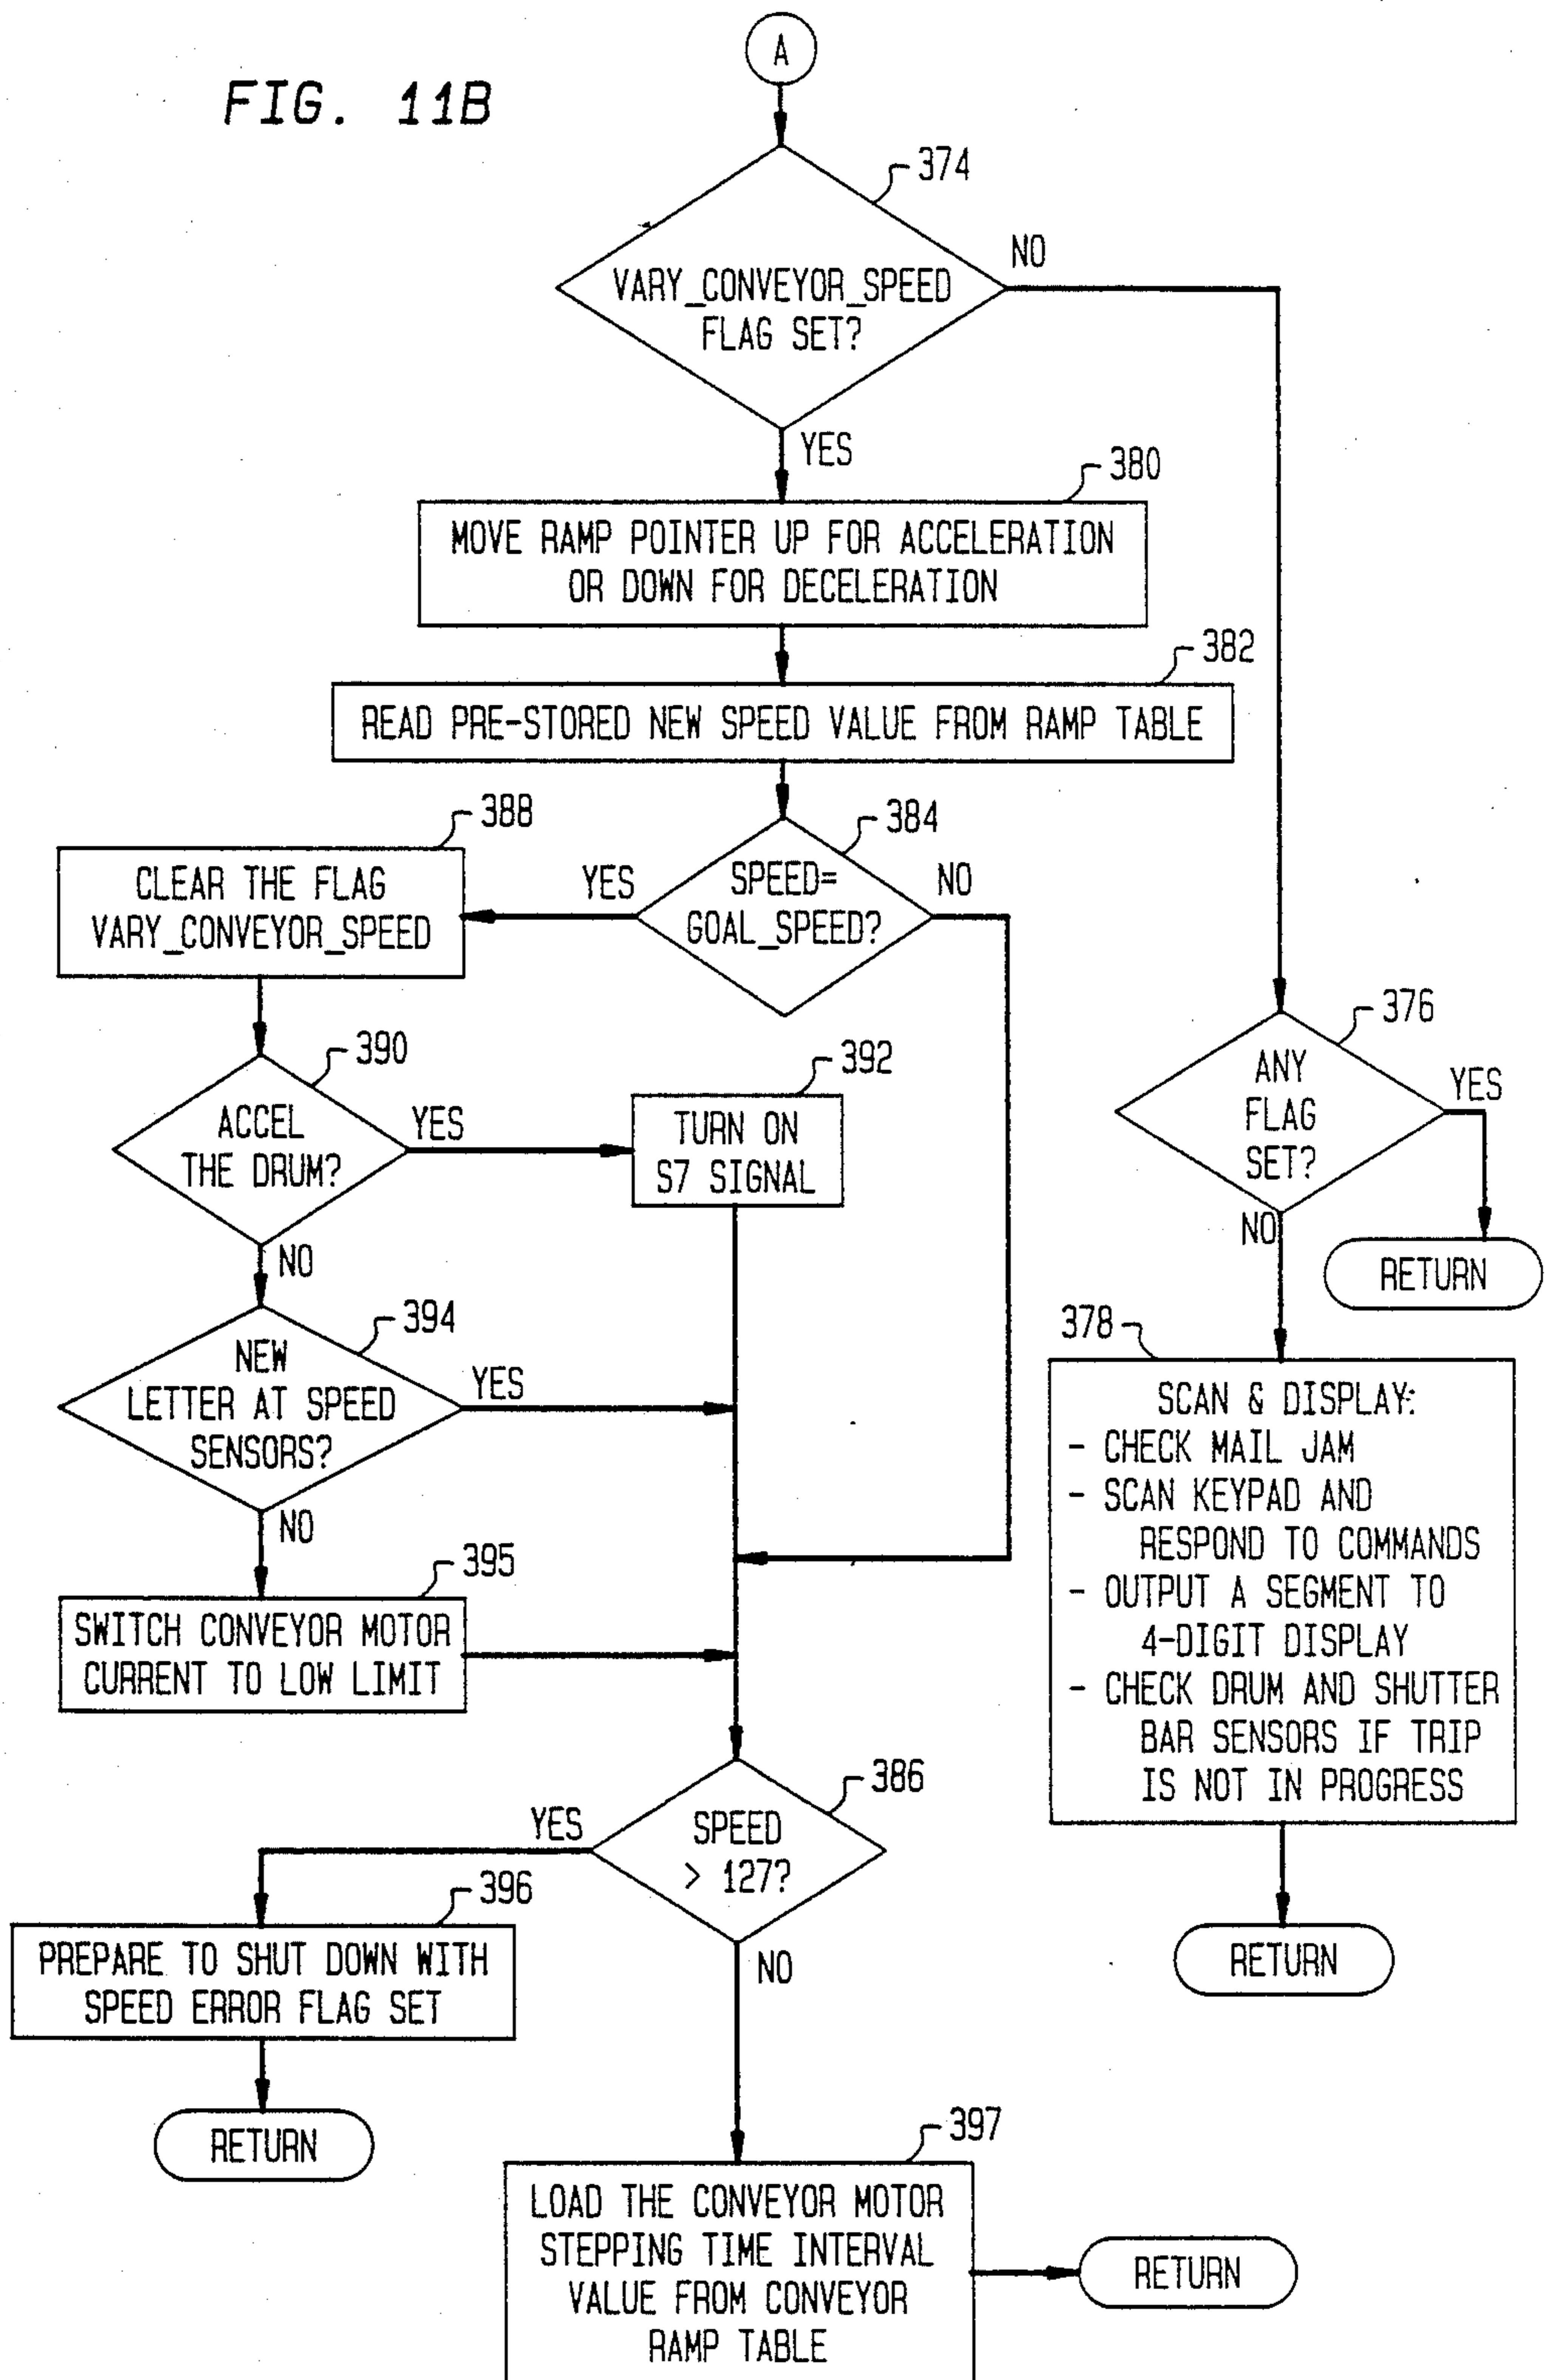 A
FIG. 11B
374
VARY_CONVEYOR_SPEED
FLAG SET?
NO
YES
380
MOVE RAMP POINTER UP FOR ACCELERATION
OR DOWN FOR DECELERATION
382
READ PRE-STORED NEW SPEED VALUE FROM RAMP TABLE
388
CLEAR THE FLAG
VARY_CONVEYOR_SPEED
YES
384
SPEED=
GOAL_SPEED?
NO
390
ACCEL
THE DRUM?
YES
392
TURN ON
S7 SIGNAL
376
ANY
FLAG
SET?
YES
NO
RETURN
NO
394
NEW
LETTER AT SPEED
SENSORS?
YES
NO
378
SCAN & DISPLAY:
- CHECK MAIL JAM
- SCAN KEYPAD AND
RESPOND TO COMMANDS
- OUTPUT A SEGMENT TO
4-DIGIT DISPLAY
- CHECK DRUM AND SHUTTER
BAR SENSORS IF TRIP
IS NOT IN PROGRESS
RETURN
395
SWITCH CONVEYOR MOTOR
CURRENT TO LOW LIMIT
386
SPEED
> 127?
YES
NO
396
PREPARE TO SHUT DOWN WITH
SPEED ERROR FLAG SET
RETURN
397
LOAD THE CONVEYOR MOTOR
STEPPING TIME INTERVAL
VALUE FROM CONVEYOR
RAMP TABLE
RETURN